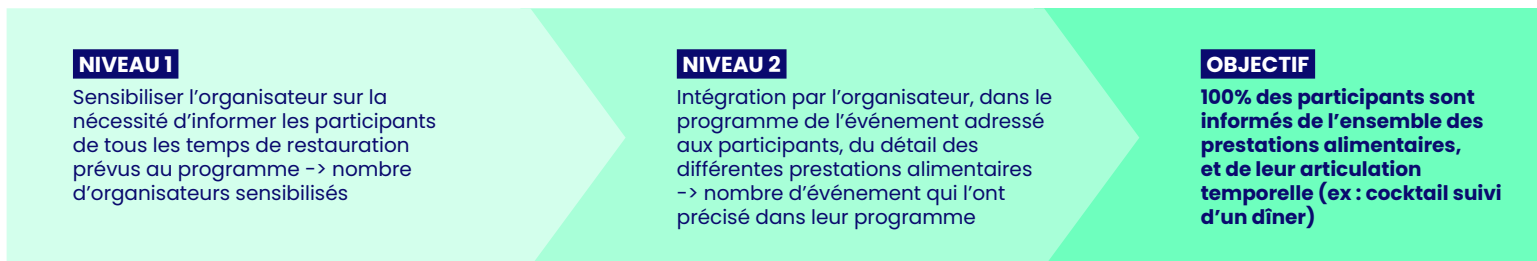 NIVEAU 1
Sensibiliser l'organisateur sur la
nécessité d'informer les participants
de tous les temps de restauration
prévus au programme -> nombre
d'organisateurs sensibilisés
NIVEAU 2
Intégration par l'organisateur, dans le
programme de l'événement adressé
aux participants, du détail des
différentes prestations alimentaires
-> nombre d'événement qui l'ont
précisé dans leur programme
OBJECTIF
100% des participants sont
informés de l'ensemble des
prestations alimentaires,
et de leur articulation
temporelle (ex : cocktail suivi
d'un dîner)